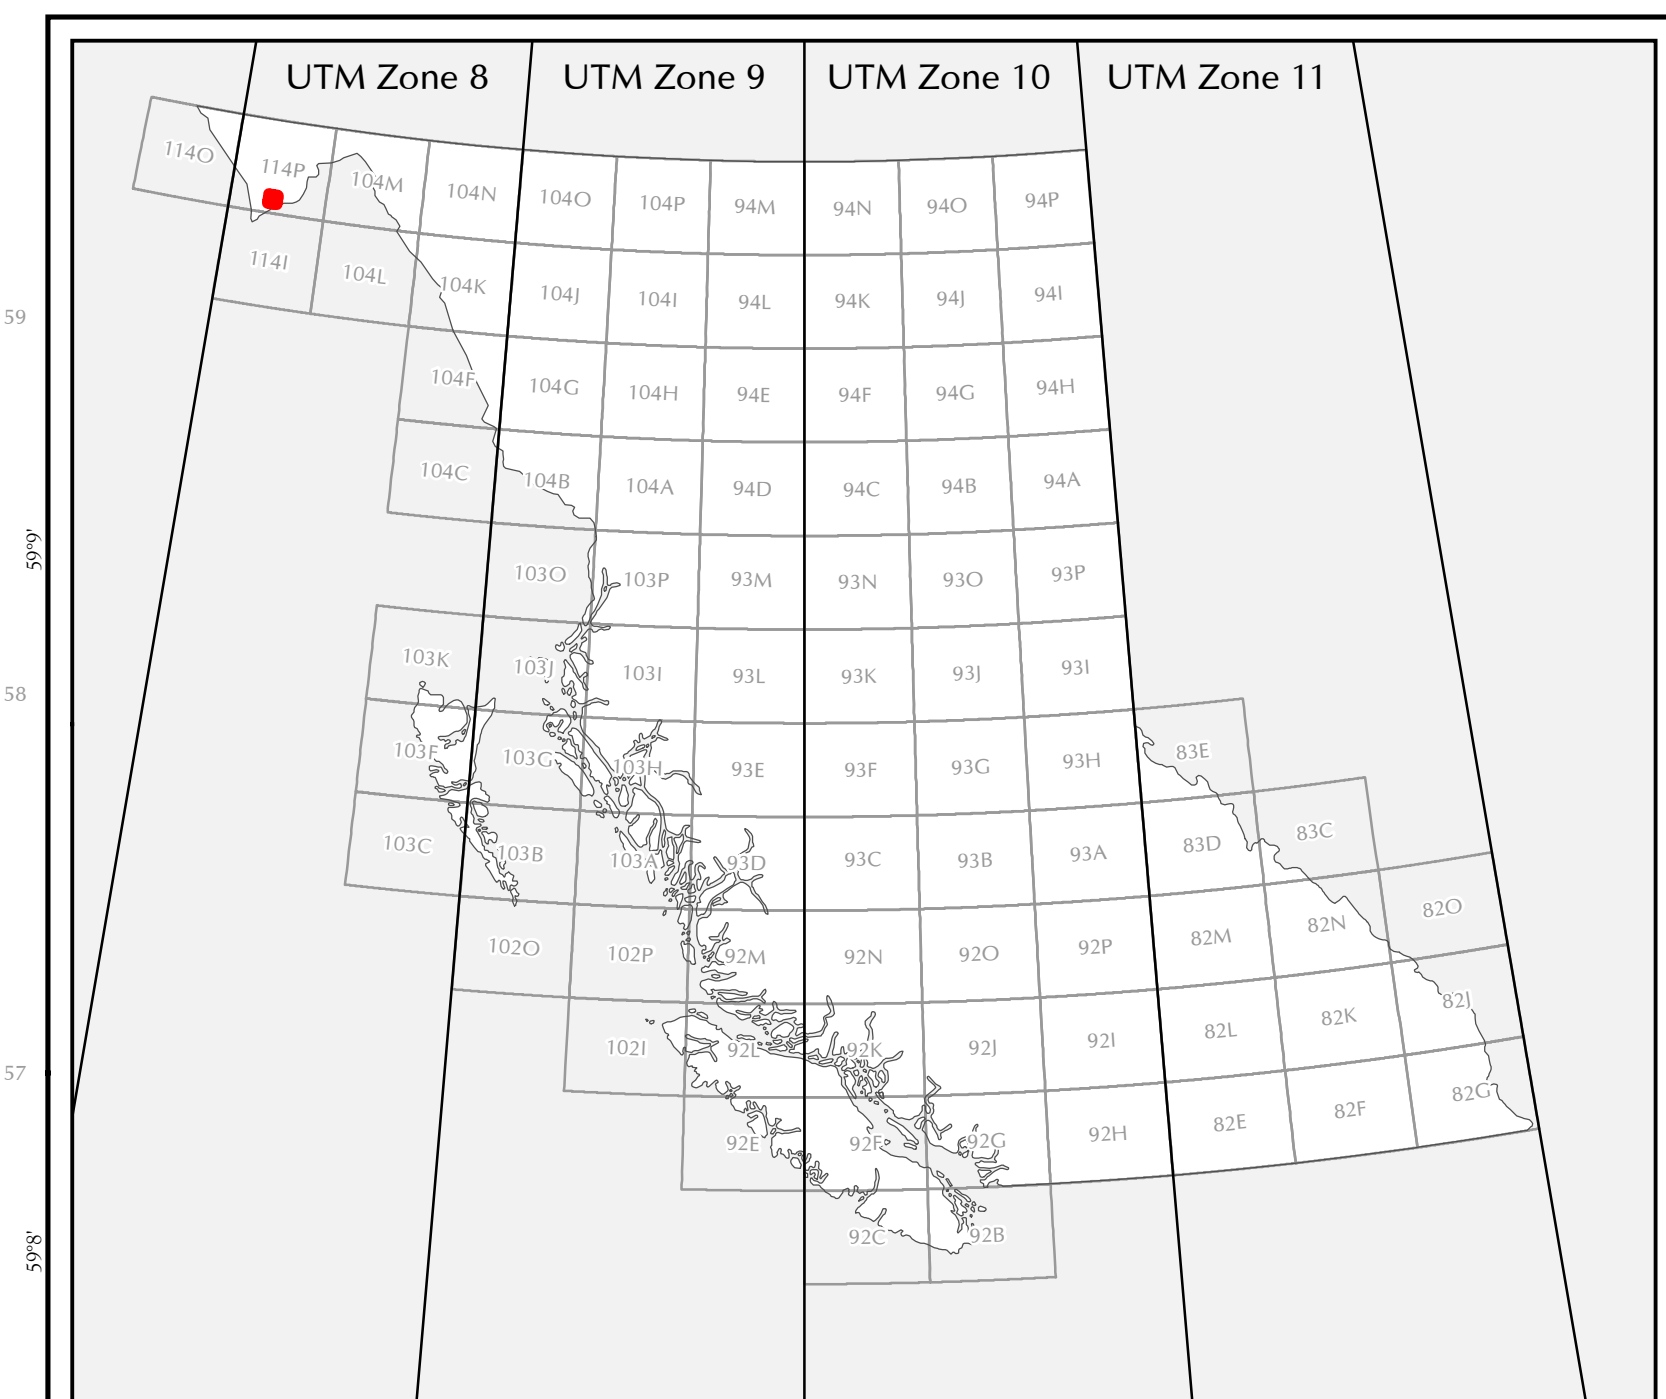 UTM Zone 8 UTM Zone 9 UTM Zone 10 UTM Zone 11
114O 114P 104M 104N 104O 104P 94M 94N 94O 94P
114I 104L 104K 104J 104I 94L 94K 94J 94I
59
104F 104G 104H 94E 94F 94G 94H
104C 104B 104A 94D 94C 94B 94A
59°9'
103O 103P 93M 93N 93O 93P
103K 103J 103I 93L 93K 93J 93I
58
103F 103G 103H 93E 93F 93G 93H 83E
103C 103B 103A 93D 93C 93B 93A 83D 83C
102O 102P 92M 92N 92O 92P 82M 82N 82O
102I 92L 92K 92J 92I 82L 82K 82J
57
92E 92F 92G 92H 82E 82F 82G
92C 92B
59°8'